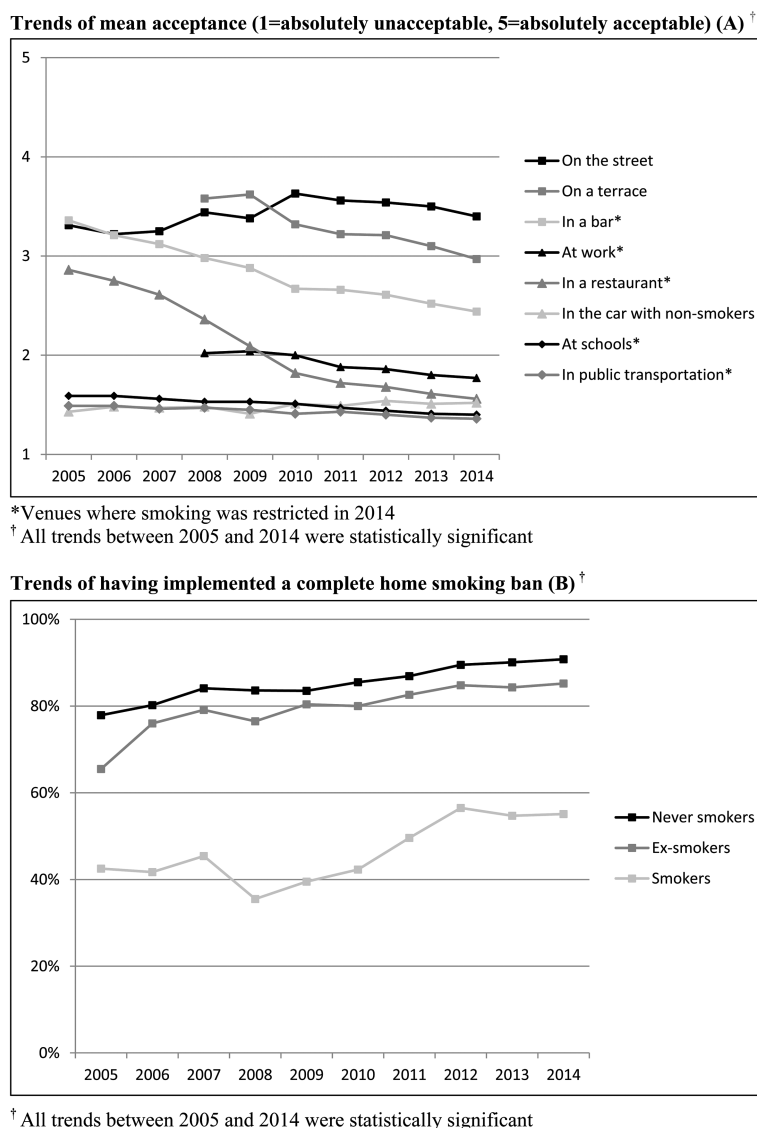 Trends of mean acceptance (1=absolutely unacceptable, 5=absolutely acceptable) (A) †
5
4
3
2
1
2005 2006 2007 2008 2009 2010 2011 2012 2013 2014
On the street
On a terrace
In a bar*
At work*
In a restaurant*
In the car with non-smokers
At schools*
In public transportation*
*Venues where smoking was restricted in 2014
† All trends between 2005 and 2014 were statistically significant
Trends of having implemented a complete home smoking ban (B) †
100%
80%
60%
40%
20%
0%
2005 2006 2007 2008 2009 2010 2011 2012 2013 2014
Never smokers
Ex-smokers
Smokers
† All trends between 2005 and 2014 were statistically significant